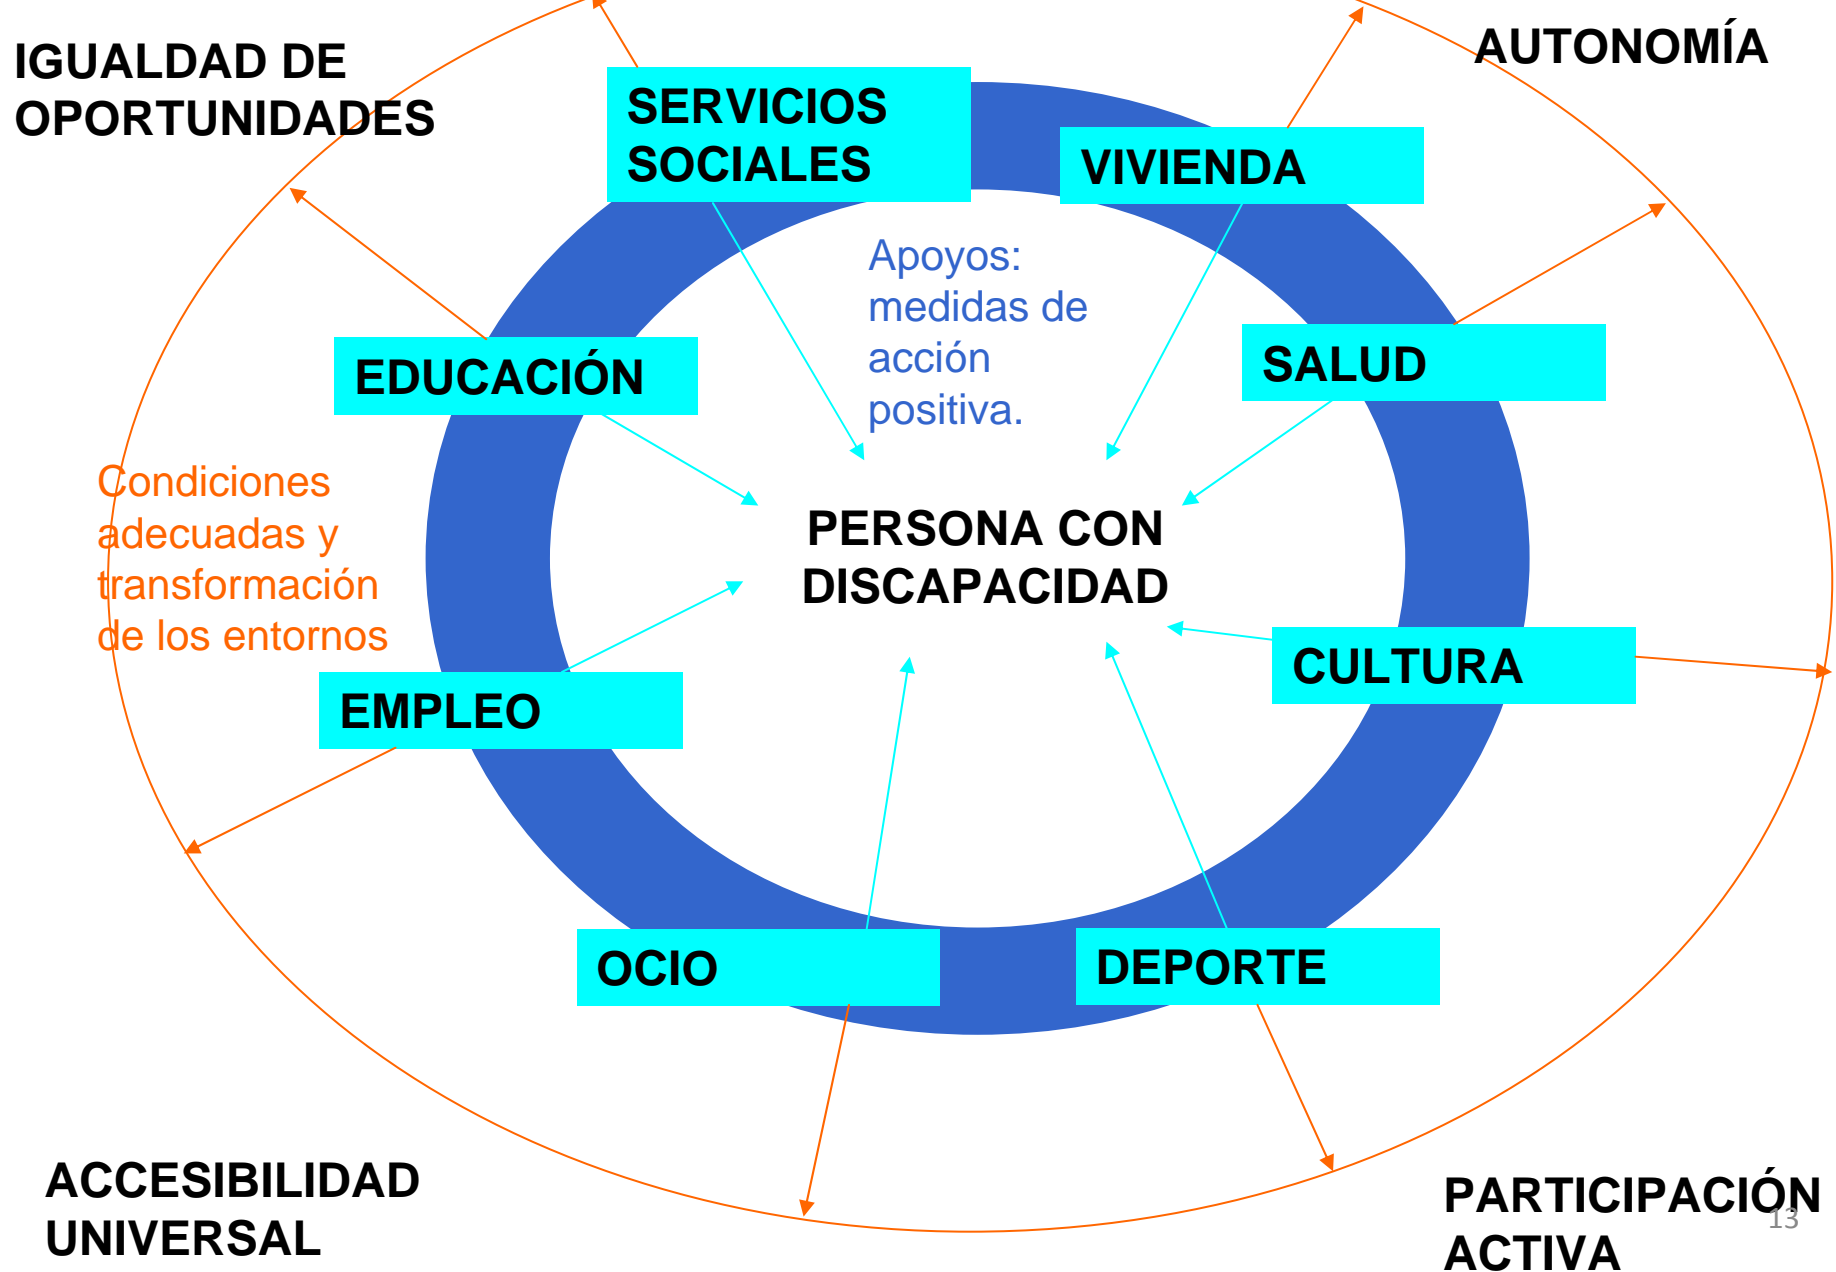 IGUALDAD DE
OPORTUNIDADES
AUTONOMÍA
SERVICIOS
SOCIALES
VIVIENDA
Apoyos:
medidas de
acción
positiva.
EDUCACIÓN
SALUD
Condiciones
adecuadas y
transformación
de los entornos
PERSONA CON
DISCAPACIDAD
EMPLEO
CULTURA
OCIO
DEPORTE
ACCESIBILIDAD
UNIVERSAL
PARTICIPACIÓN
ACTIVA
13